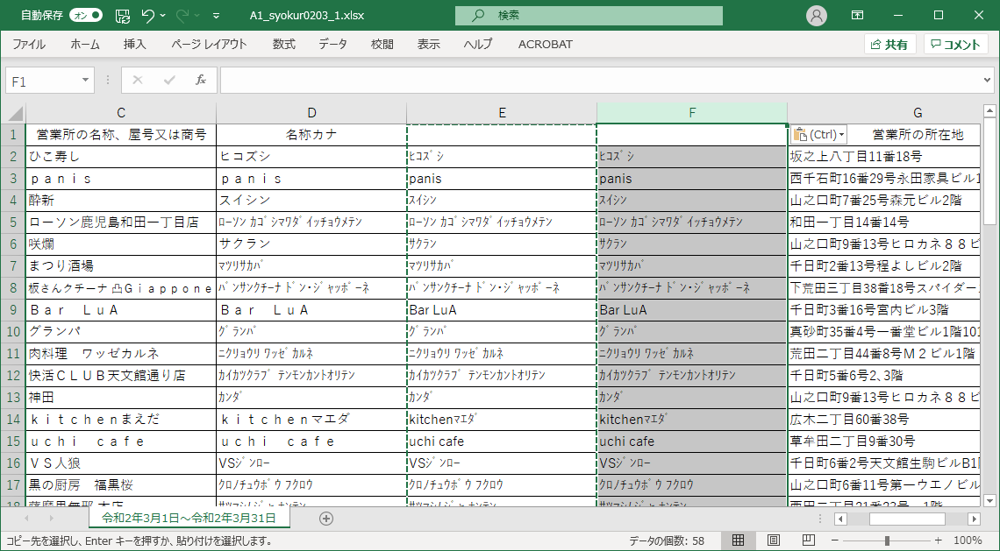 自動保存 オン A1_syokur0203_1.xlsx 検索
ファイル ホーム 挿入 ページ レイアウト 数式 データ 校閲 表示 ヘルプ ACROBAT 共有 コメント
F1 fx
C D E F G
1 営業所の名称、屋号又は商号 名称カナ (Ctrl) 営業所の所在地
2 ひこ寿し ヒコズシ ﾋｺｽﾞｼ ﾋｺｽﾞｼ 坂之上八丁目11番18号
3 ｐａｎｉｓ ｐａｎｉｓ panis panis 西千石町16番29号永田家具ビル1
4 酔新 スイシン ｽｲｼﾝ ｽｲｼﾝ 山之口町7番25号森元ビル2階
5 ローソン鹿児島和田一丁目店 ﾛｰｿﾝ ｶｺﾞｼﾏﾜﾀﾞｲｯﾁｮｳﾒﾃﾝ ﾛｰｿﾝ ｶｺﾞｼﾏﾜﾀﾞｲｯﾁｮｳﾒﾃﾝ ﾛｰｿﾝ ｶｺﾞｼﾏﾜﾀﾞｲｯﾁｮｳﾒﾃﾝ 和田一丁目14番14号
6 咲爛 サクラン ｻｸﾗﾝ ｻｸﾗﾝ 山之口町9番13号ヒロカネ８８ビ
7 まつり酒場 ﾏﾂﾘｻｶﾊﾞ ﾏﾂﾘｻｶﾊﾞ ﾏﾂﾘｻｶﾊﾞ 千日町2番13号程よしビル2階
8 板さんクチーナ 凸Ｇｉａｐｐｏｎｅ ﾊﾞﾝｻﾝｸﾁｰﾅ ﾄﾞﾝ･ｼﾞｬｯﾎﾟｰﾈ ﾊﾞﾝｻﾝｸﾁｰﾅ ﾄﾞﾝ･ｼﾞｬｯﾎﾟｰﾈ ﾊﾞﾝｻﾝｸﾁｰﾅ ﾄﾞﾝ･ｼﾞｬｯﾎﾟｰﾈ 下荒田三丁目38番18号スパイダー
9 Ｂａｒ　ＬｕＡ Ｂａｒ　ＬｕＡ Bar LuA Bar LuA 千日町3番16号宮内ビル3階
10 グランパ ｸﾞﾗﾝﾊﾟ ｸﾞﾗﾝﾊﾟ ｸﾞﾗﾝﾊﾟ 真砂町35番4号一番堂ビル1階101
11 肉料理　ワッゼカルネ ﾆｸﾘｮｳﾘ ﾜｯｾﾞｶﾙﾈ ﾆｸﾘｮｳﾘ ﾜｯｾﾞｶﾙﾈ ﾆｸﾘｮｳﾘ ﾜｯｾﾞｶﾙﾈ 荒田二丁目44番8号Ｍ２ビル1階
12 快活ＣＬＵＢ天文館通り店 ｶｲｶﾂｸﾗﾌﾞ ﾃﾝﾓﾝｶﾝﾄｵﾘﾃﾝ ｶｲｶﾂｸﾗﾌﾞ ﾃﾝﾓﾝｶﾝﾄｵﾘﾃﾝ ｶｲｶﾂｸﾗﾌﾞ ﾃﾝﾓﾝｶﾝﾄｵﾘﾃﾝ 千日町5番6号2､3階
13 神田 ｶﾝﾀﾞ ｶﾝﾀﾞ ｶﾝﾀﾞ 山之口町9番13号ヒロカネ８８ビ
14 ｋｉｔｃｈｅｎまえだ ｋｉｔｃｈｅｎマエダ kitchenﾏｴﾀﾞ kitchenﾏｴﾀﾞ 広木二丁目60番38号
15 ｕｃｈｉ　ｃａｆｅ ｕｃｈｉ　ｃａｆｅ uchi cafe uchi cafe 草牟田二丁目9番30号
16 ＶＳ人狼 VSｼﾞﾝﾛｰ VSｼﾞﾝﾛｰ VSｼﾞﾝﾛｰ 千日町6番2号天文館生駒ビルB1
17 黒の厨房　福黒桜 ｸﾛﾉﾁｭｳﾎﾞｳ ﾌｸﾛｳ ｸﾛﾉﾁｭｳﾎﾞｳ ﾌｸﾛｳ ｸﾛﾉﾁｭｳﾎﾞｳ ﾌｸﾛｳ 山之口町6番11号第一ウエノビル
18
令和2年3月1日～令和2年3月31日
コピー先を選択し、Enter キーを押すか、貼り付けを選択します。 データの個数: 58 100%